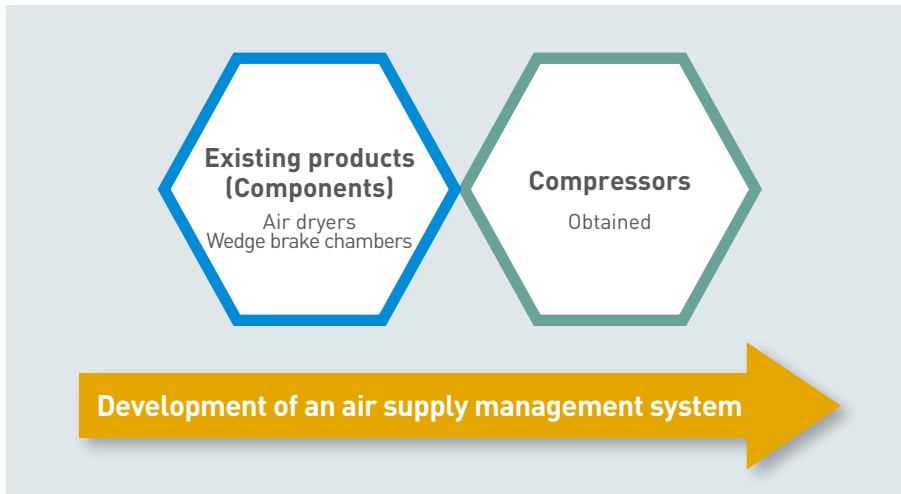 Existing products
(Components)
Air dryers
Wedge brake chambers
Compressors
Obtained
Development of an air supply management system